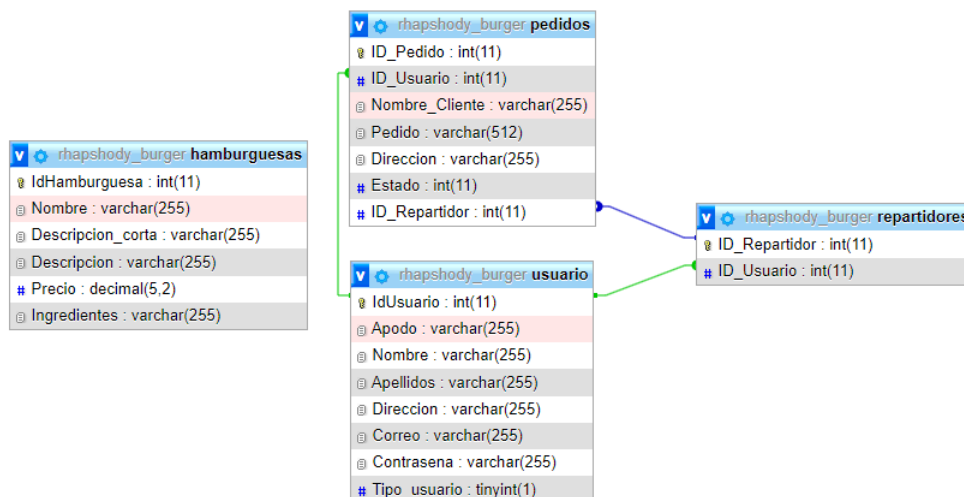 rhapshody_burger pedidos
ID_Pedido : int(11)
# ID_Usuario : int(11)
Nombre_Cliente : varchar(255)
Pedido : varchar(512)
Direccion : varchar(255)
# Estado : int(11)
# ID_Repartidor : int(11)
rhapshody_burger hamburguesas
IdHamburguesa : int(11)
Nombre : varchar(255)
Descripcion_corta : varchar(255)
Descripcion : varchar(255)
# Precio : decimal(5,2)
Ingredientes : varchar(255)
rhapshody_burger repartidores
ID_Repartidor : int(11)
# ID_Usuario : int(11)
rhapshody_burger usuario
IdUsuario : int(11)
Apodo : varchar(255)
Nombre : varchar(255)
Apellidos : varchar(255)
Direccion : varchar(255)
Correo : varchar(255)
Contrasena : varchar(255)
# Tipo_usuario : tinyint(1)